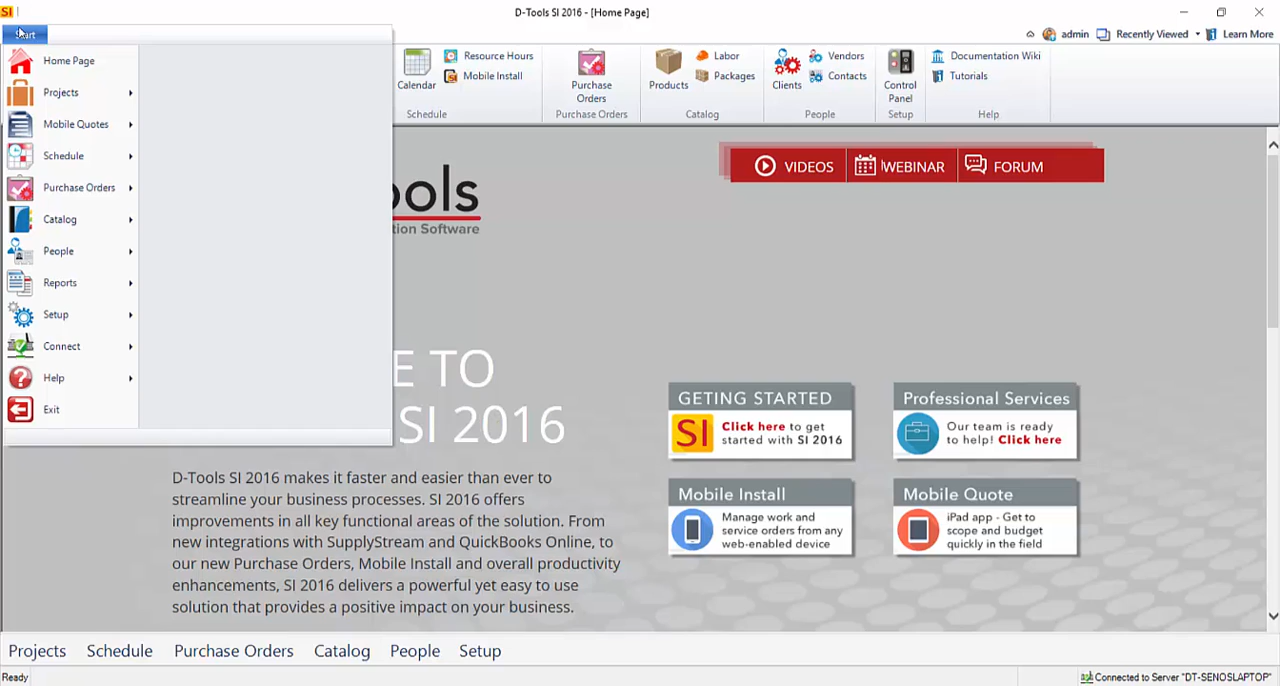 SI
D-Tools SI 2016 - [Home Page]
Start
admin
Recently Viewed
Learn More
Home Page
Projects
Mobile Quotes
Schedule
Purchase Orders
Catalog
People
Reports
Setup
Connect
Help
Exit
Calendar
Resource Hours
Mobile Install
Schedule
Purchase
Orders
Purchase Orders
Products
Labor
Packages
Catalog
Clients
Vendors
Contacts
People
Control
Panel
Setup
Documentation Wiki
Tutorials
Help
ools
tion Software
VIDEOS
WEBINAR
FORUM
E TO
SI 2016
D-Tools SI 2016 makes it faster and easier than ever to
streamline your business processes. SI 2016 offers
improvements in all key functional areas of the solution. From
new integrations with SupplyStream and QuickBooks Online, to
our new Purchase Orders, Mobile Install and overall productivity
enhancements, SI 2016 delivers a powerful yet easy to use
solution that provides a positive impact on your business.
GETTING STARTED
SI
Click here to get
started with SI 2016
Professional Services
Our team is ready
to help! Click here
Mobile Install
Manage work and
service orders from any
web-enabled device
Mobile Quote
iPad app - Get to
scope and budget
quickly in the field
Projects
Schedule
Purchase Orders
Catalog
People
Setup
Ready
Connected to Server "DT-SENOSLAPTOP"